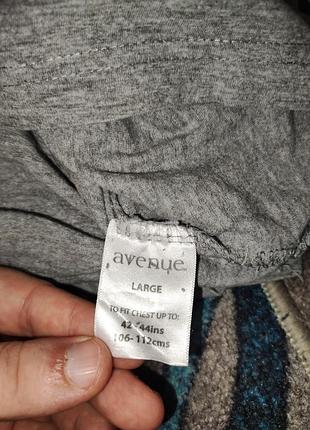 avenue
LARGE
TO FIT CHEST UP TO:
42-44ins
106-112cms